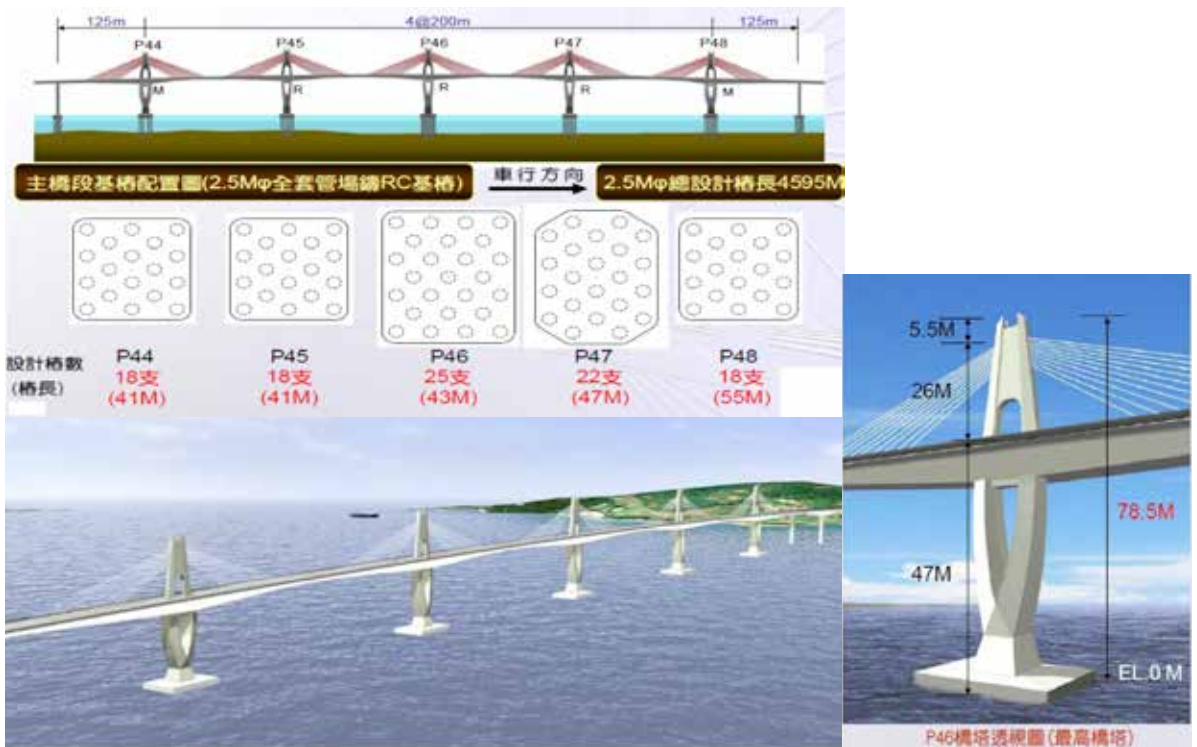 125m 4@200m 125m
P44 P45 P46 P47 P48
M R R R M
主橋段基樁配置圖(2.5Mφ全套管場鑄RC基樁) 車行方向 2.5Mφ總設計樁長4595M
P44 P45 P46 P47 P48
設計樁數 18支 18支 25支 22支 18支
(樁長) (41M) (41M) (43M) (47M) (55M)
5.5M
26M
78.5M
47M
EL.0 M
P46橋塔透視圖(最高橋塔)